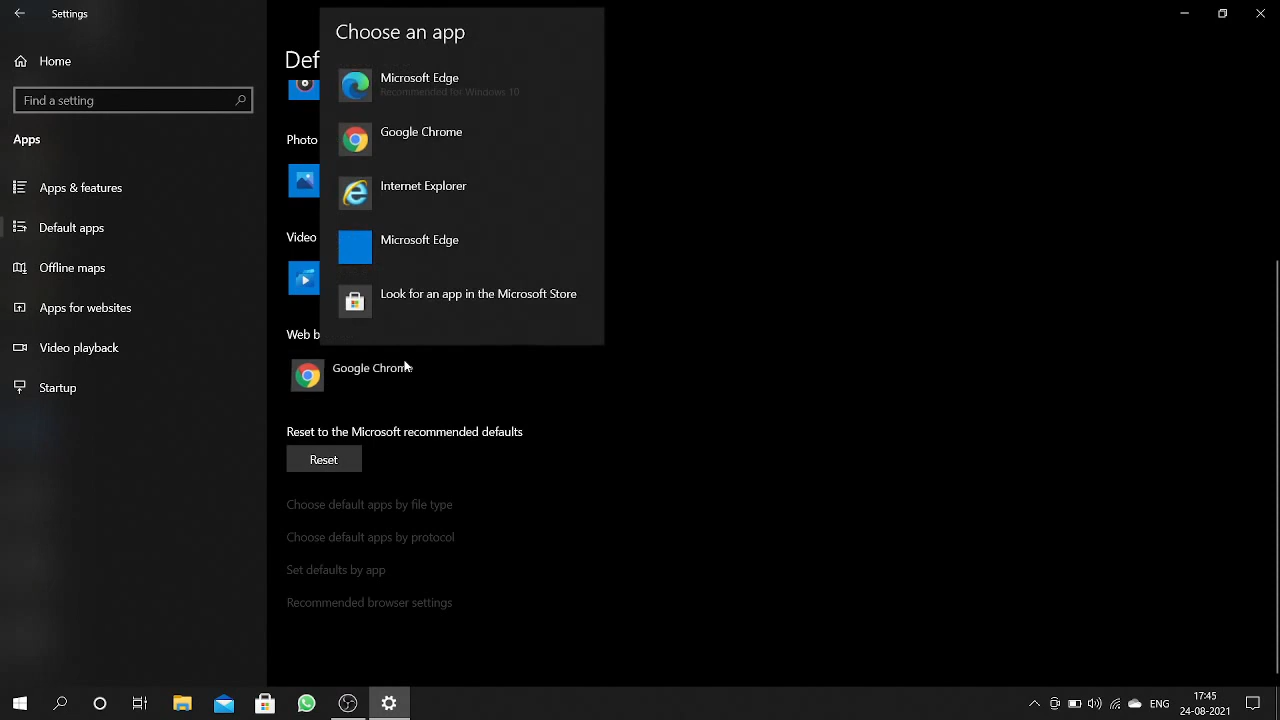 Settings
Home
Find a setting
Apps
Apps & features
Default apps
Offline maps
Apps for websites
Video playback
Startup
Def
Photo
Video
Web b
Google Chrome
Reset to the Microsoft recommended defaults
Reset
Choose default apps by file type
Choose default apps by protocol
Set defaults by app
Recommended browser settings
Choose an app
Microsoft Edge
Recommended for Windows 10
Google Chrome
Internet Explorer
Microsoft Edge
Look for an app in the Microsoft Store
ENG
17:45
24-08-2021